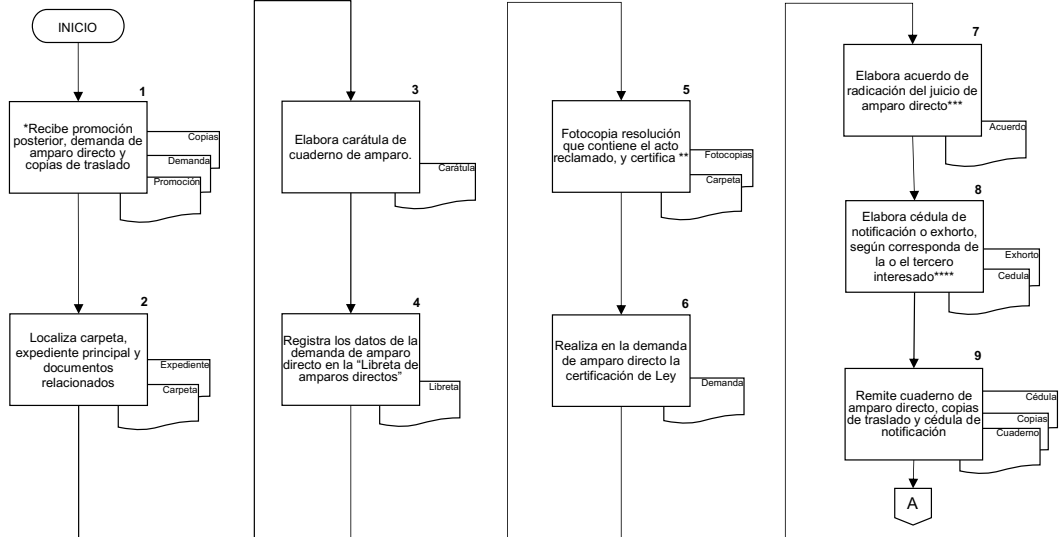 INICIO
1
*Recibe promoción
posterior, demanda de
amparo directo y
copias de traslado
Copias
Demanda
Promoción
2
Localiza carpeta,
expediente principal y
documentos
relacionados
Expediente
Carpeta
3
Elabora carátula de
cuaderno de amparo.
Carátula
4
Registra los datos de la
demanda de amparo
directo en la “Libreta de
amparos directos”
Libreta
5
Fotocopia resolución
que contiene el acto
reclamado, y certifica **
Fotocopias
Carpeta
6
Realiza en la demanda
de amparo directo la
certificación de Ley
Demanda
7
Elabora acuerdo de
radicación del juicio de
amparo directo***
Acuerdo
8
Elabora cédula de
notificación o exhorto,
según corresponda de
la o el tercero
interesado****
Exhorto
Cedula
9
Remite cuaderno de
amparo directo, copias
de traslado y cédula de
notificación
Cédula
Copias
Cuaderno
A